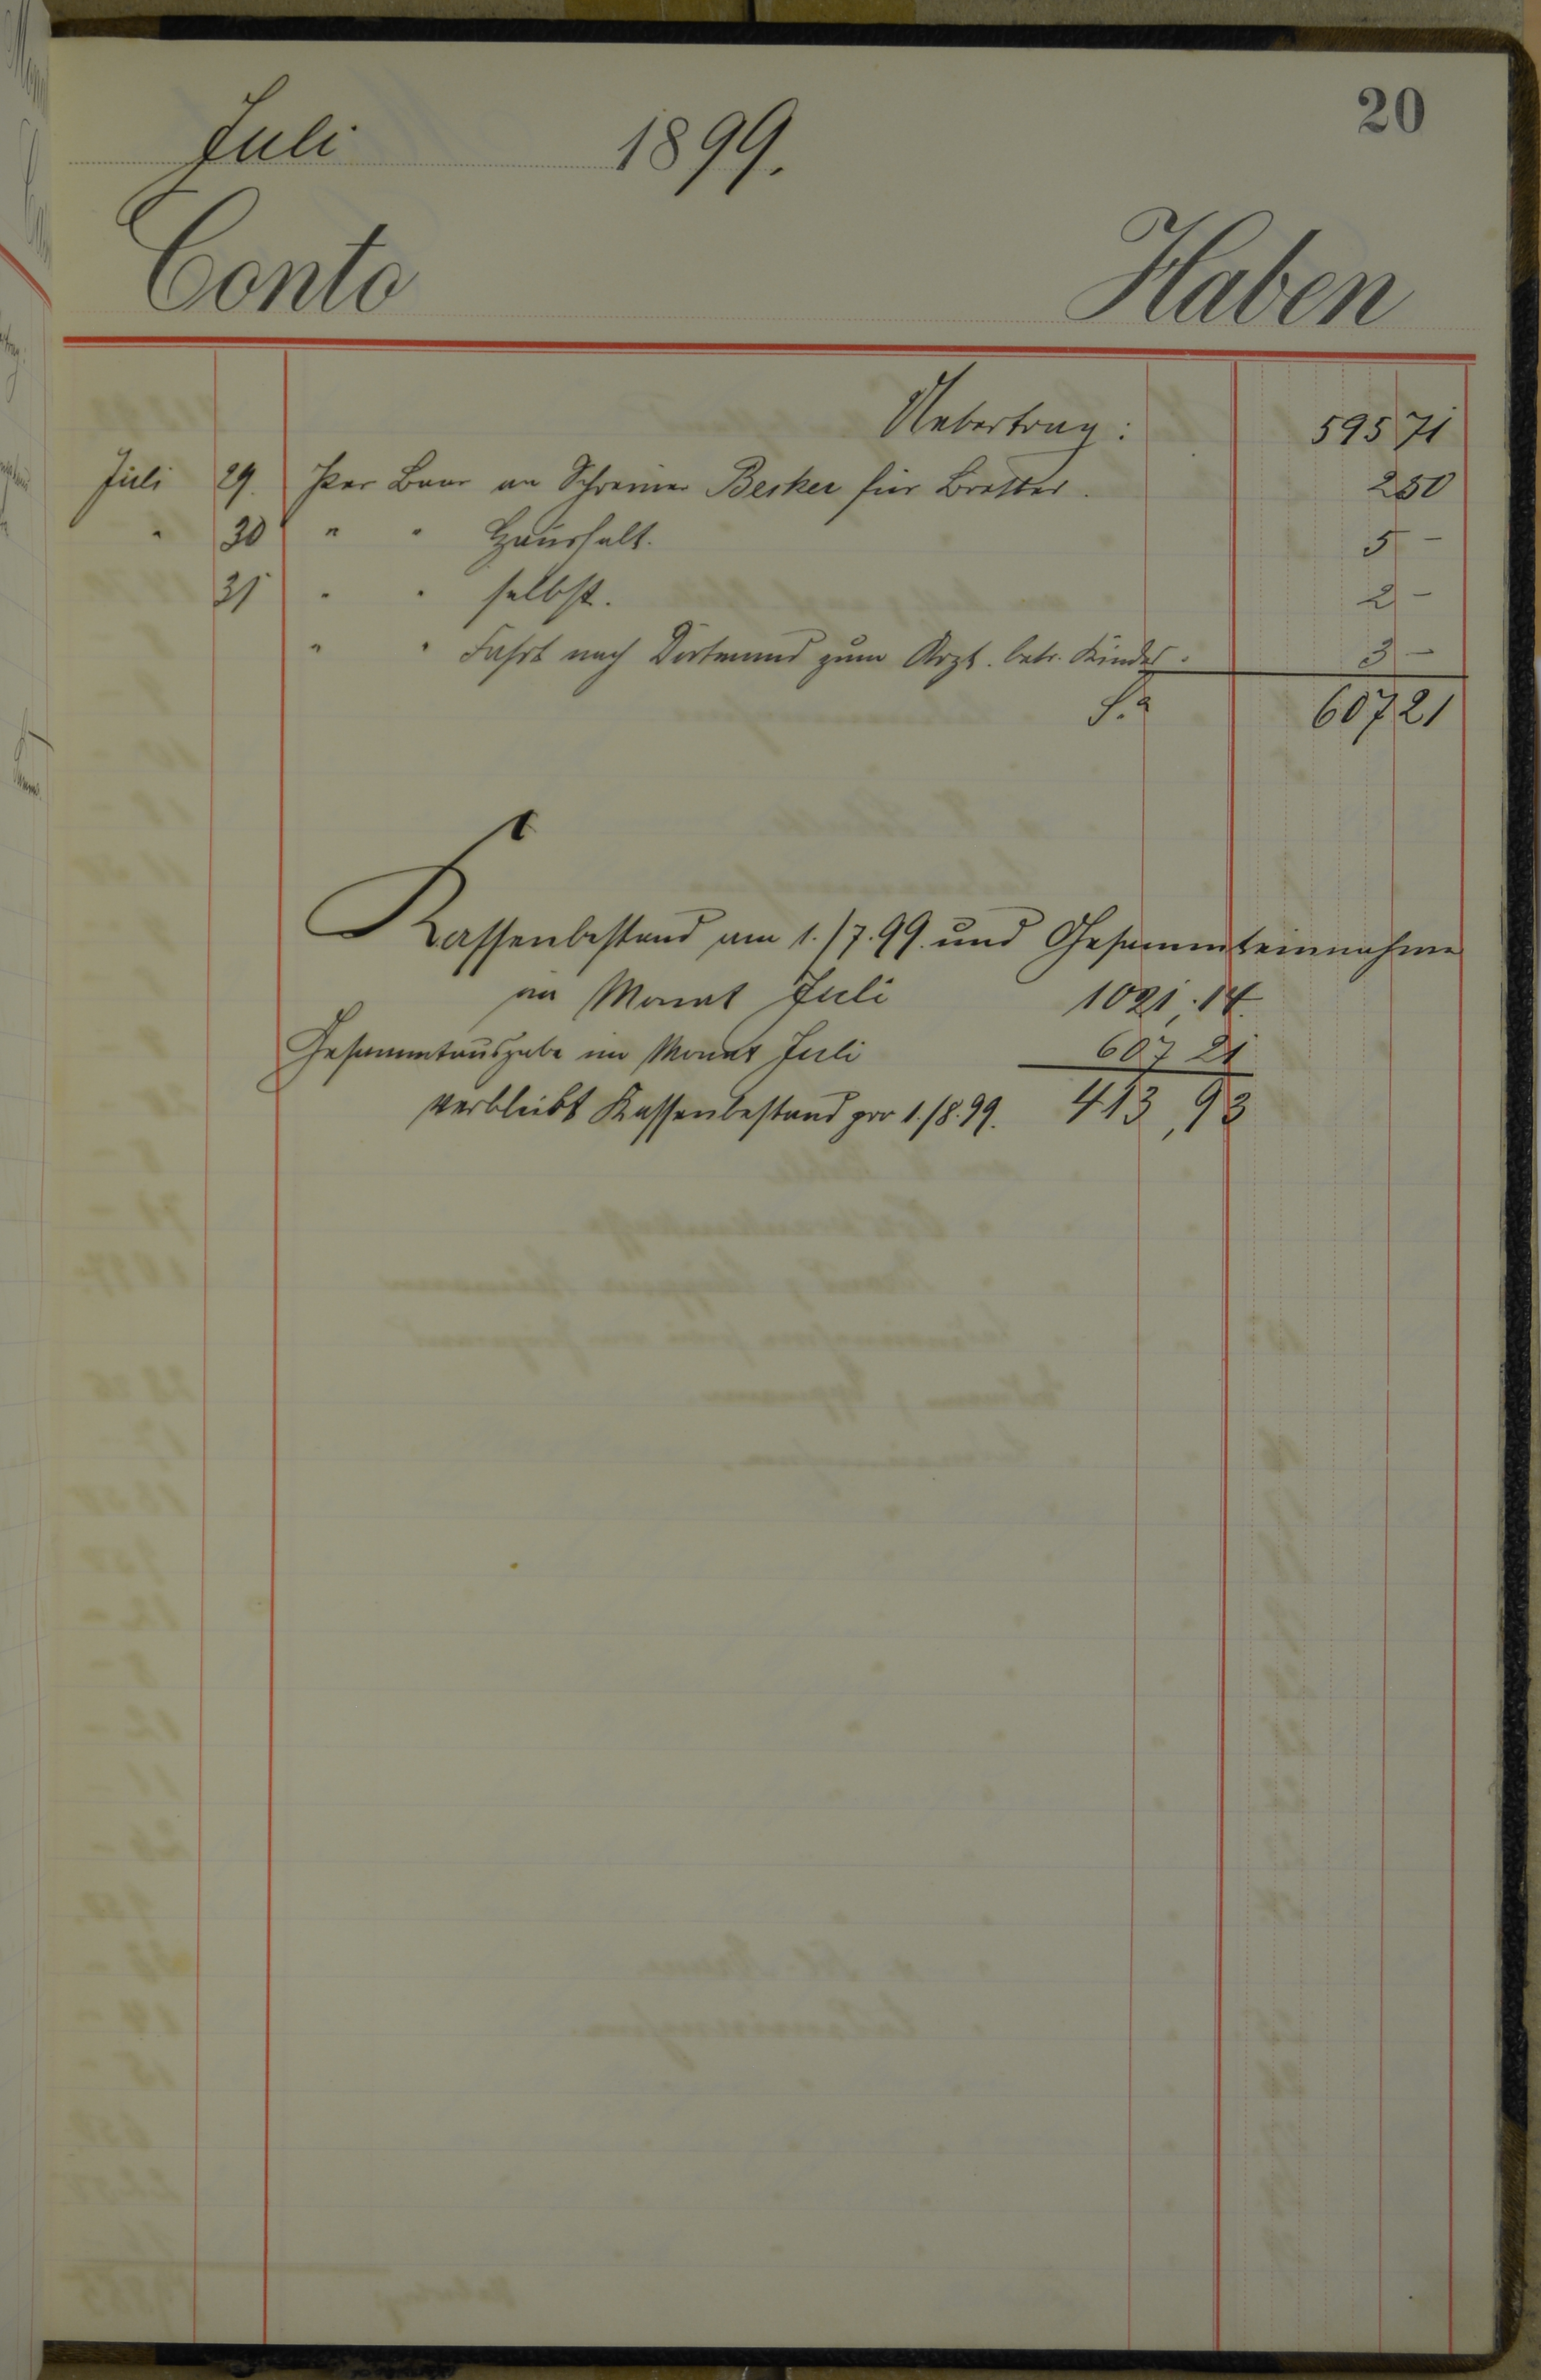 20
Juli 1899.
Conto Haben
Uebertrag: 595 71
Juli 29. Per Baar an Schreiner Becker für Bretter. 2 50
" 30 " " Haushalt. 5 -
31 " " selbst. 2 -
" " Fahrt nach Dortmund zum Arzt. betr. Kindes. 3 -
S.a 607 21
Kassenbestand am 1./7.99. und Gesammteinnahme
im Monat Juli 1021,14.
Gesammtausgabe im Monat Juli 607 21
verbleibt Kassenbestand per 1./8.99. 413,93